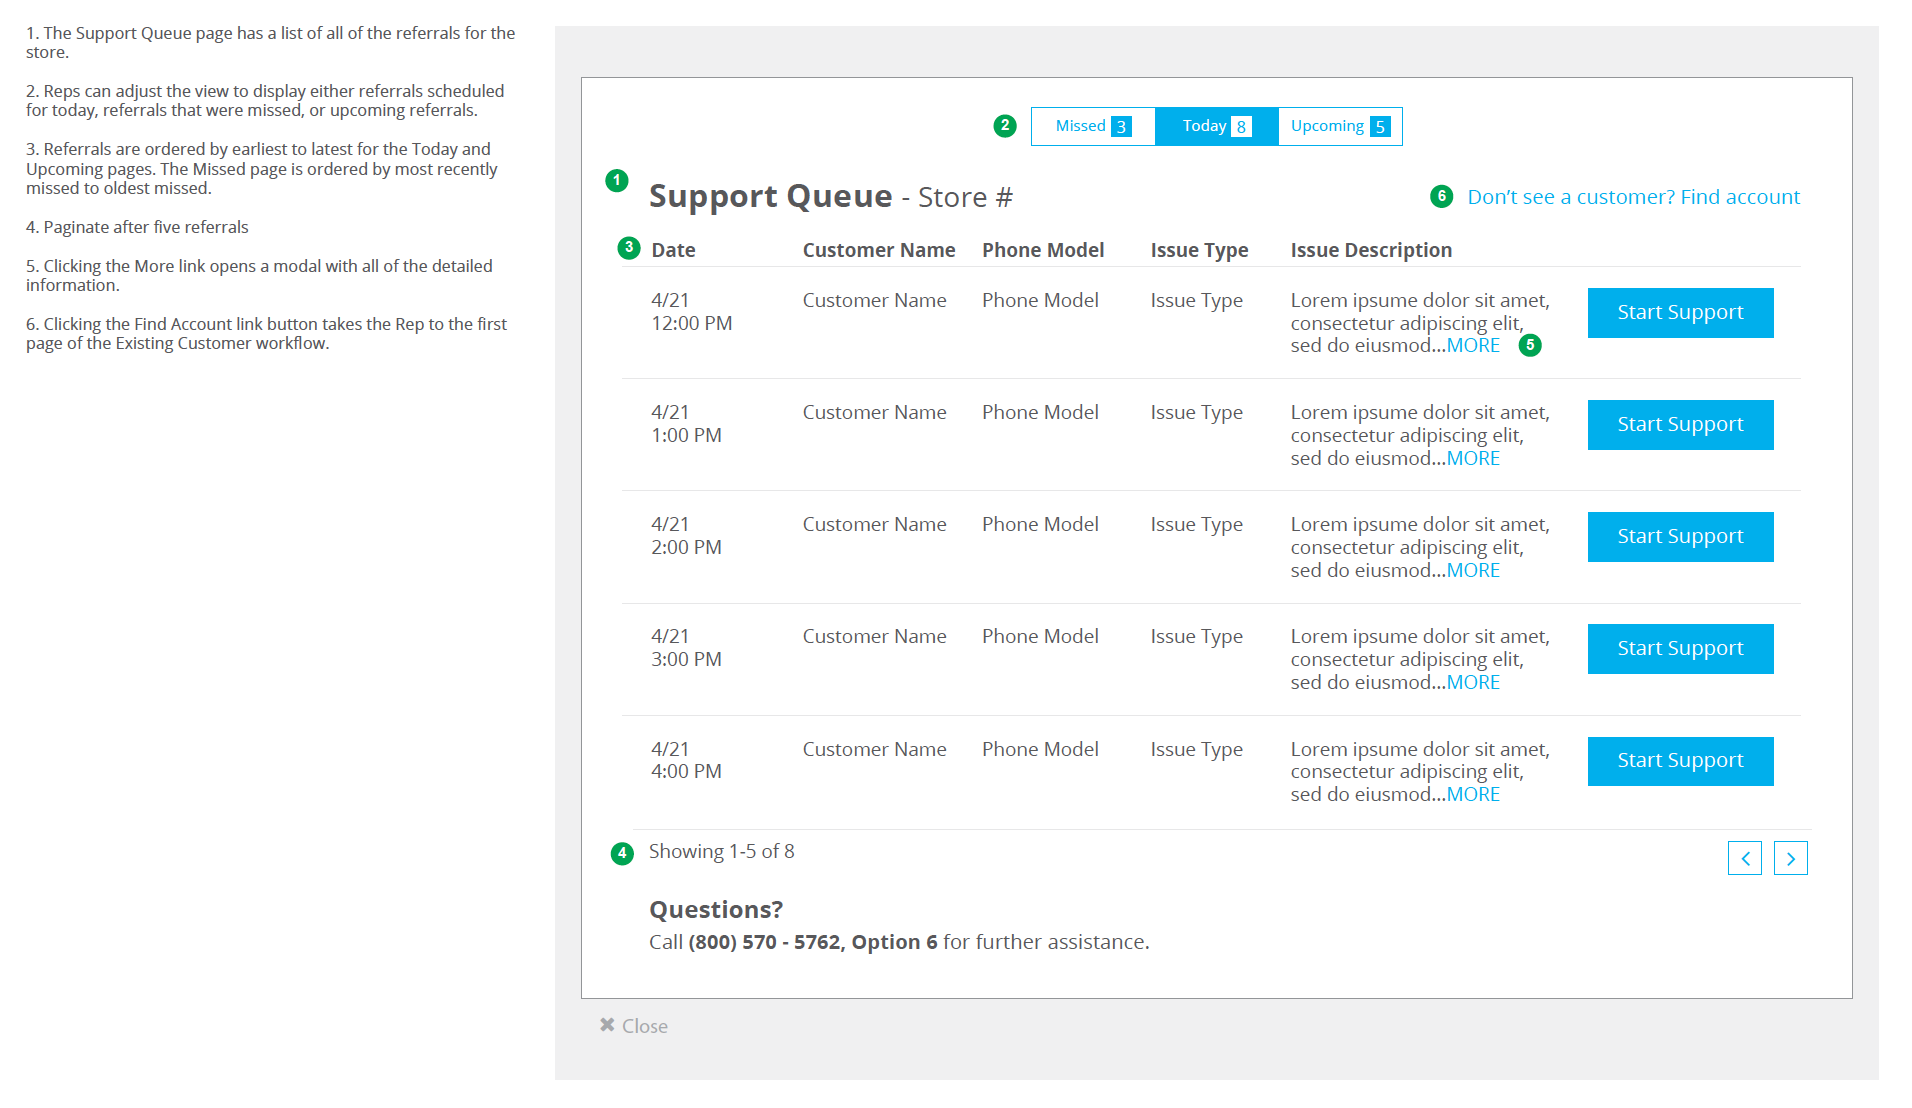 1. The Support Queue page has a list of all of the referrals for the
store.
2. Reps can adjust the view to display either referrals scheduled
for today, referrals that were missed, or upcoming referrals.
3. Referrals are ordered by earliest to latest for the Today and
Upcoming pages. The Missed page is ordered by most recently
missed to oldest missed.
4. Paginate after five referrals
5. Clicking the More link opens a modal with all of the detailed
information.
6. Clicking the Find Account link button takes the Rep to the first
page of the Existing Customer workflow.
2 Missed 3 Today 8 Upcoming 5
1 Support Queue - Store # 6 Don't see a customer? Find account
3 Date Customer Name Phone Model Issue Type Issue Description
4/21 Customer Name Phone Model Issue Type Lorem ipsume dolor sit amet, Start Support
12:00 PM consectetur adipiscing elit,
sed do eiusmod...MORE 5
4/21 Customer Name Phone Model Issue Type Lorem ipsume dolor sit amet, Start Support
1:00 PM consectetur adipiscing elit,
sed do eiusmod...MORE
4/21 Customer Name Phone Model Issue Type Lorem ipsume dolor sit amet, Start Support
2:00 PM consectetur adipiscing elit,
sed do eiusmod...MORE
4/21 Customer Name Phone Model Issue Type Lorem ipsume dolor sit amet, Start Support
3:00 PM consectetur adipiscing elit,
sed do eiusmod...MORE
4/21 Customer Name Phone Model Issue Type Lorem ipsume dolor sit amet, Start Support
4:00 PM consectetur adipiscing elit,
sed do eiusmod...MORE
4 Showing 1-5 of 8
Questions?
Call (800) 570 - 5762, Option 6 for further assistance.
✖ Close